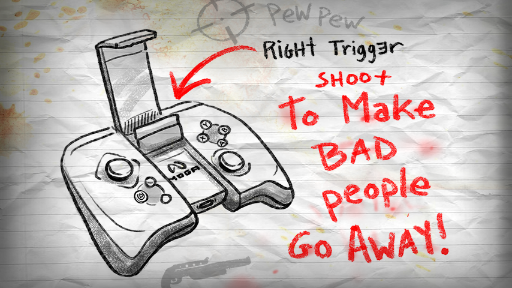 Pew Pew
Right Trigger
SHOOt
To Make
BAD
people
Go AWAY!